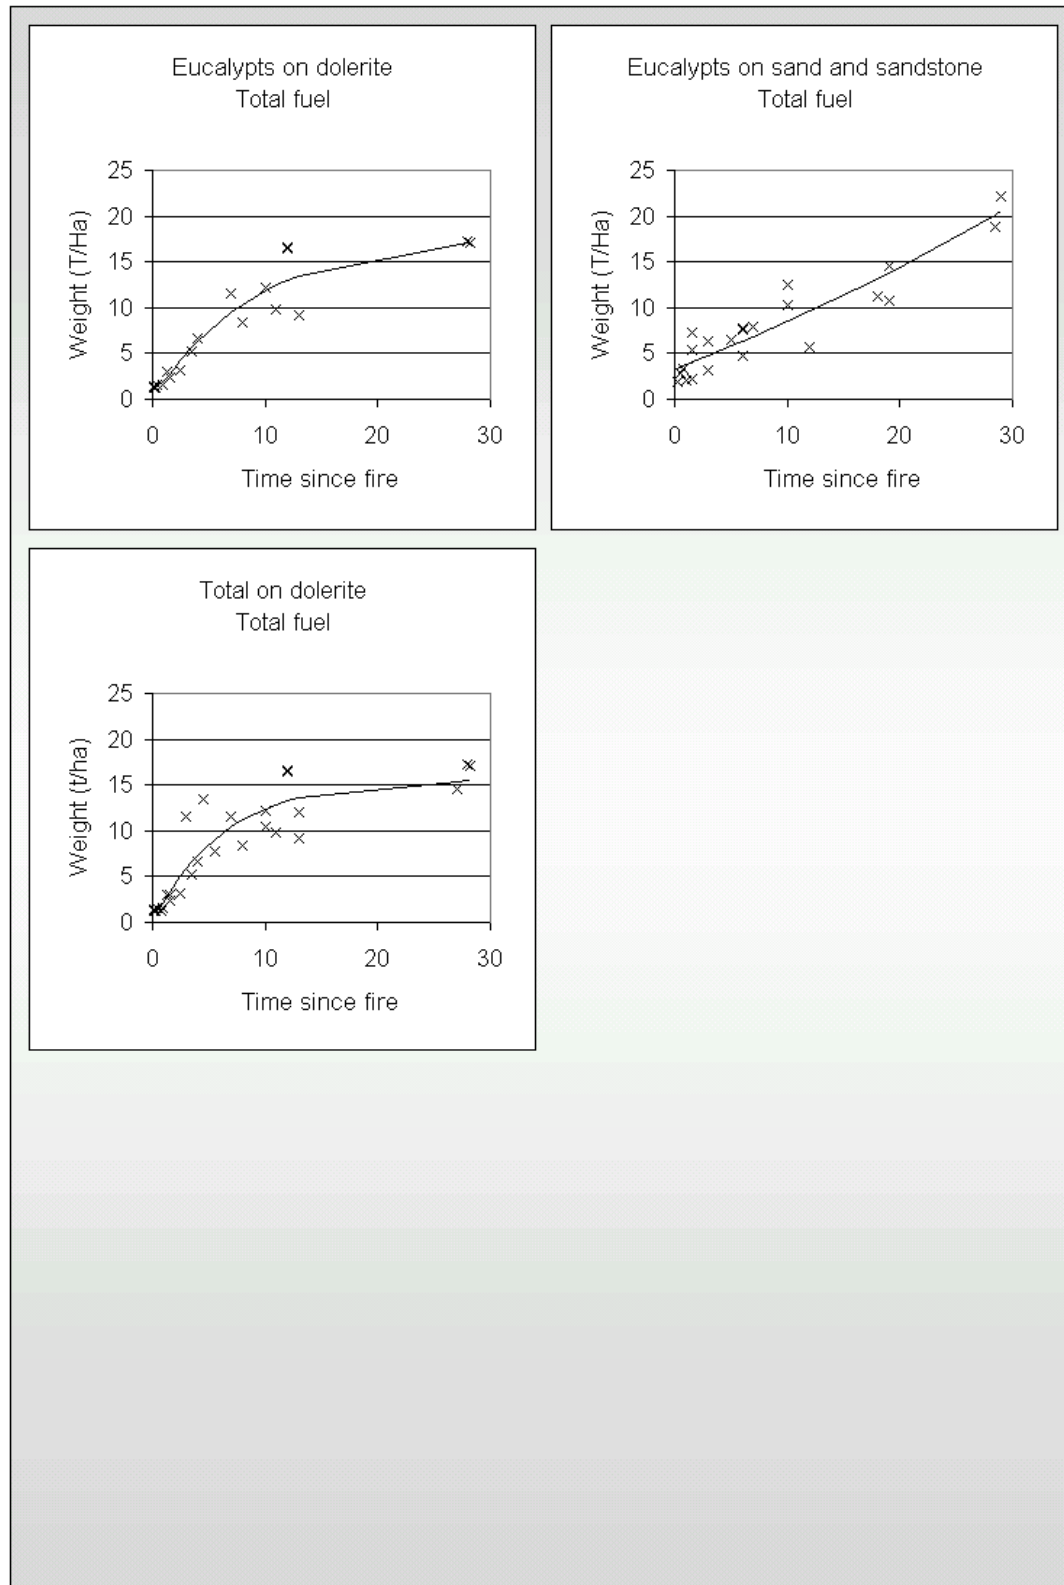 Eucalypts on dolerite
Total fuel
25
20
15
10
5
0
Weight (T/Ha)
0 10 20 30
Time since fire
Eucalypts on sand and sandstone
Total fuel
25
20
15
10
5
0
Weight (T/Ha)
0 10 20 30
Time since fire
Total on dolerite
Total fuel
25
20
15
10
5
0
Weight (t/ha)
0 10 20 30
Time since fire